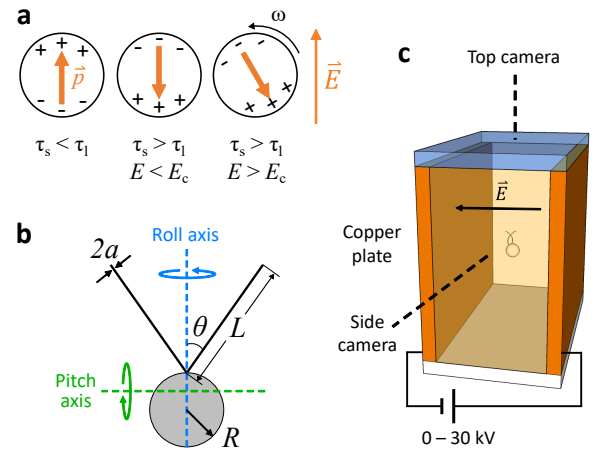 a
+ + +
p⃗
- - -
- - -
+ + +
- - -
+ + +
ω
E⃗
τs < τl
τs > τl
E < Ec
τs > τl
E > Ec
b
Roll axis
2a
θ
L
Pitch
axis
R
c
Top camera
E⃗
Copper
plate
Side
camera
0 – 30 kV